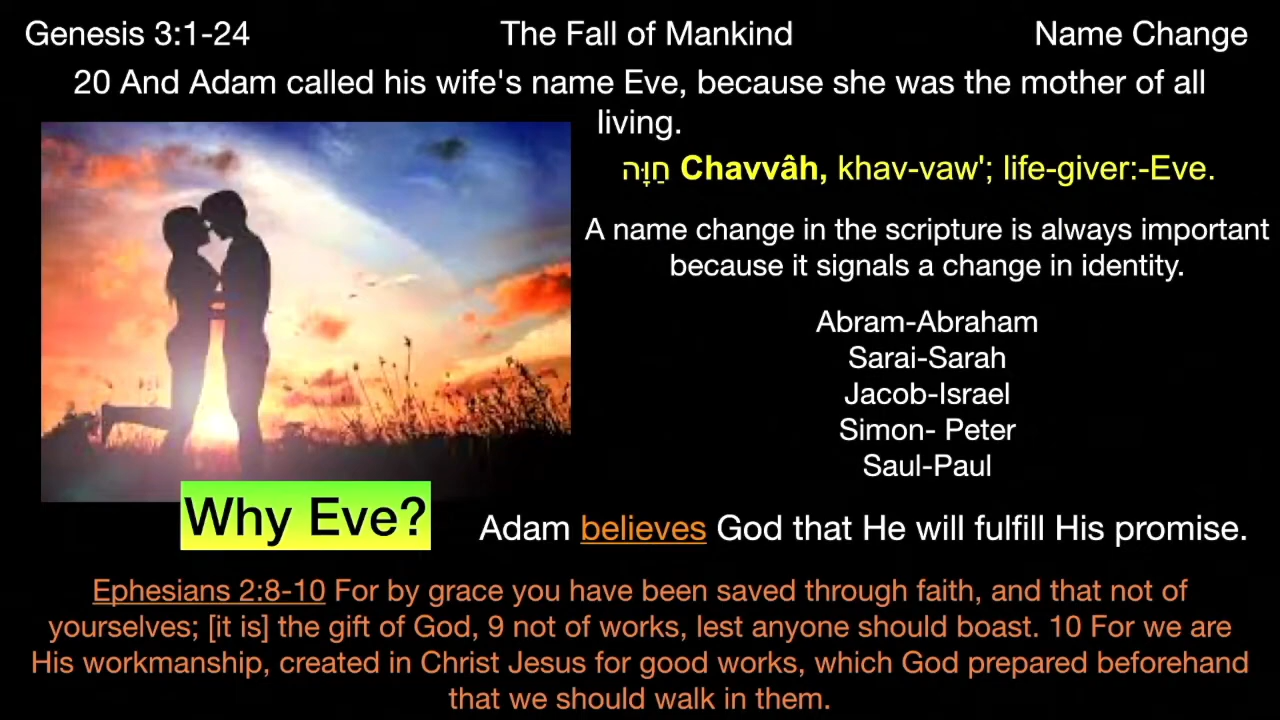 Genesis 3:1-24 The Fall of Mankind Name Change
20 And Adam called his wife's name Eve, because she was the mother of all
living.
חַוָּה Chavvâh, khav-vaw'; life-giver:-Eve.
A name change in the scripture is always important
because it signals a change in identity.
Abram-Abraham
Sarai-Sarah
Jacob-Israel
Simon- Peter
Saul-Paul
Why Eve?
Adam believes God that He will fulfill His promise.
Ephesians 2:8-10 For by grace you have been saved through faith, and that not of
yourselves; [it is] the gift of God, 9 not of works, lest anyone should boast. 10 For we are
His workmanship, created in Christ Jesus for good works, which God prepared beforehand
that we should walk in them.